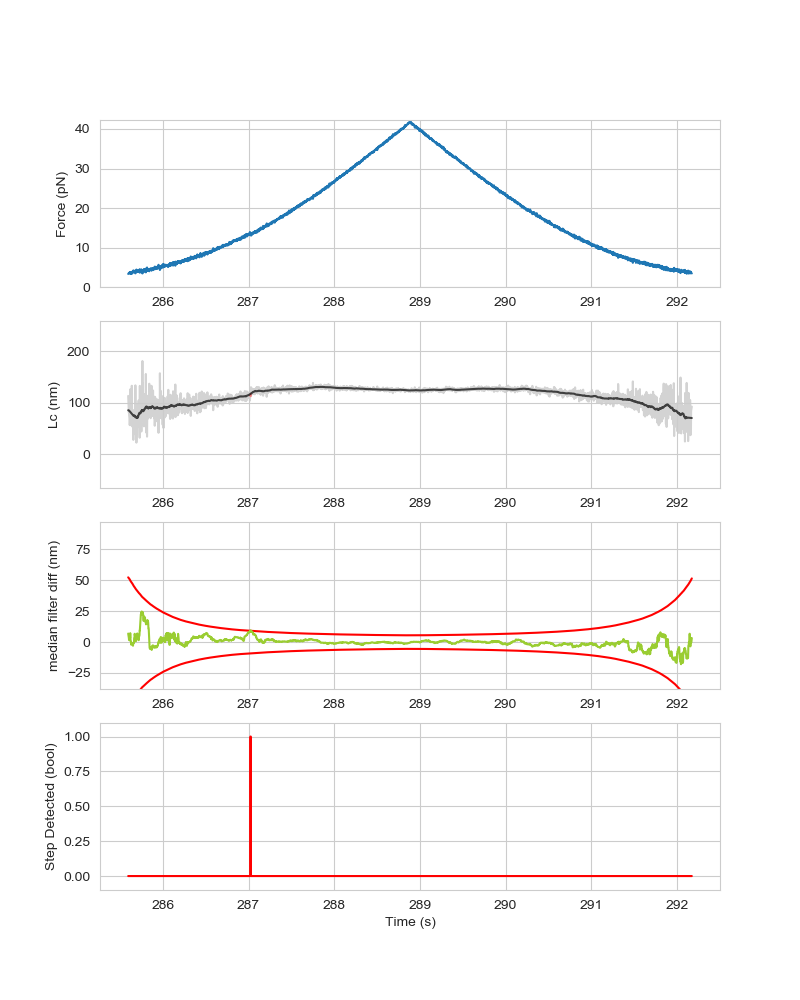 Force (pN)
40
30
20
10
0
286 287 288 289 290 291 292
Lc (nm)
200
100
0
286 287 288 289 290 291 292
median filter diff (nm)
75
50
25
0
−25
286 287 288 289 290 291 292
Step Detected (bool)
1.00
0.75
0.50
0.25
0.00
286 287 288 289 290 291 292
Time (s)